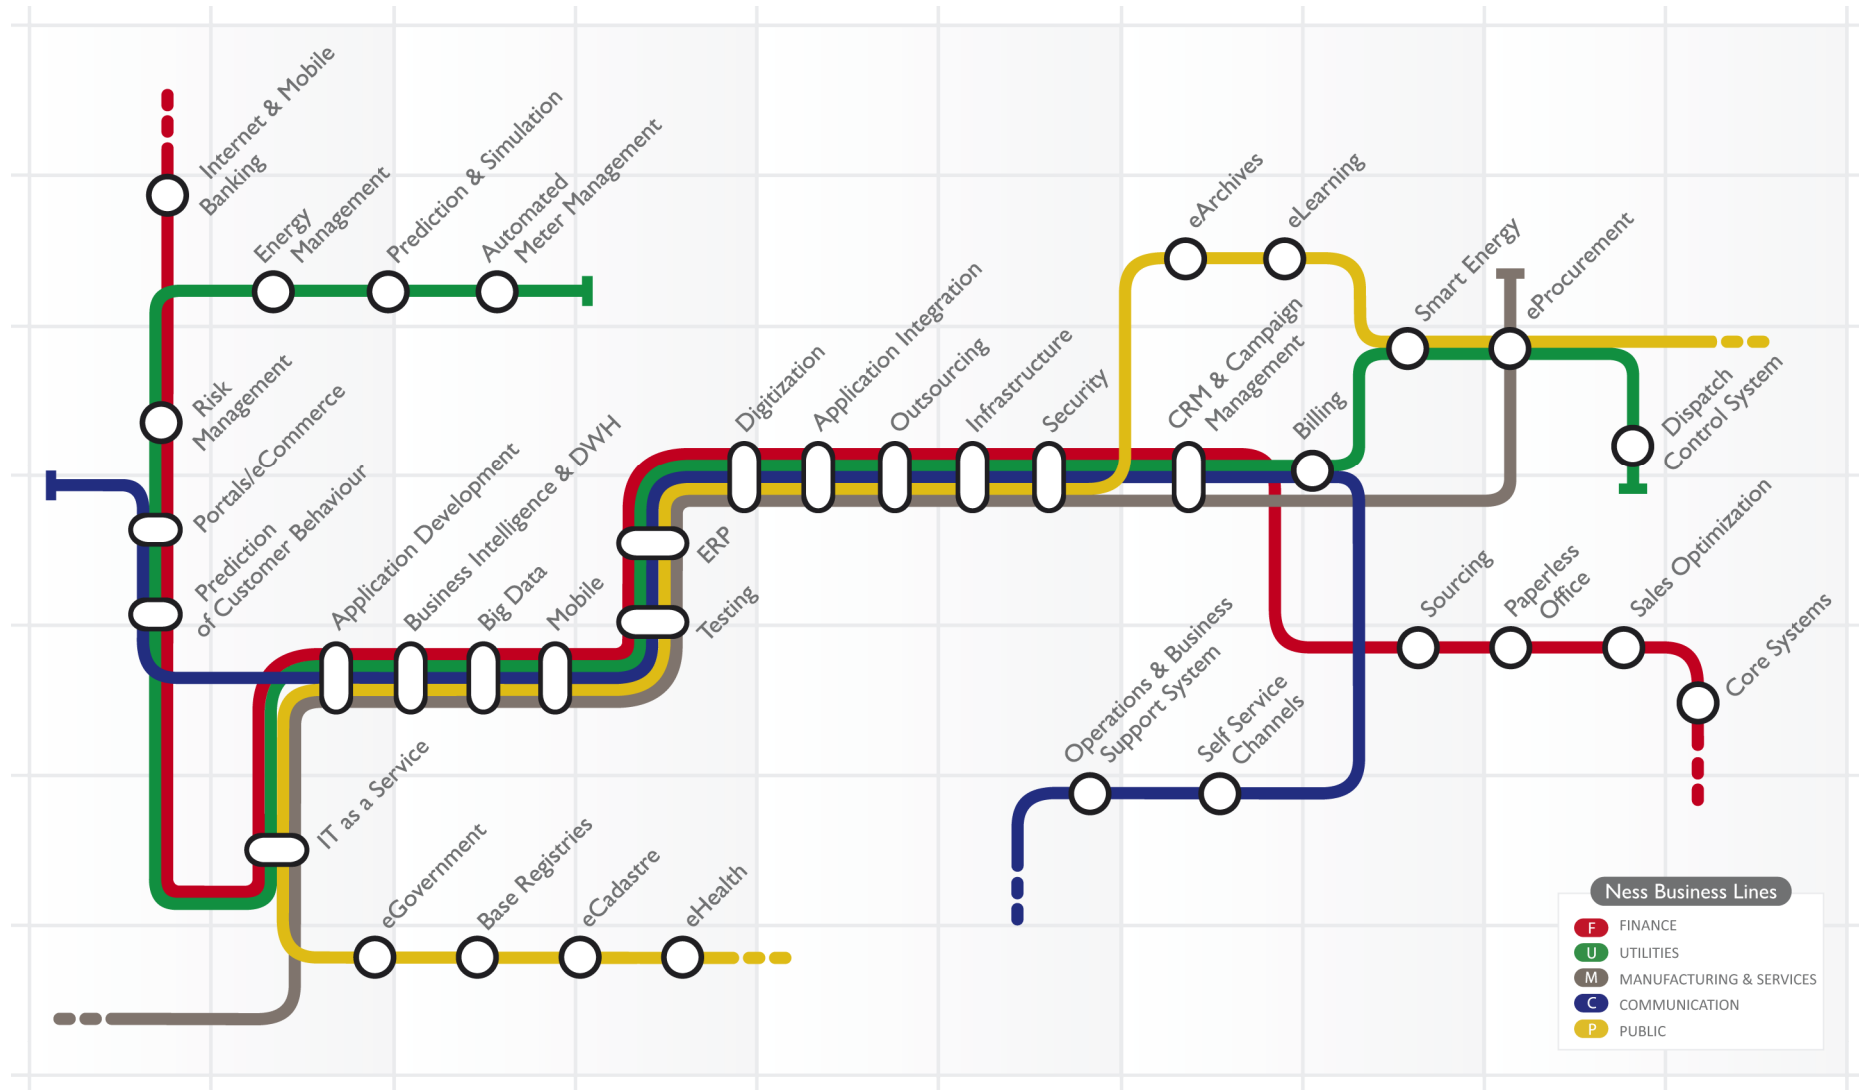 Internet & Mobile
Banking
Energy
Management
Prediction & Simulation
Automated
Meter Management
Risk
Management
Portals/eCommerce
Prediction
of Customer Behaviour
Application Development
Business Intelligence & DWH
Big Data
Mobile
ERP
Testing
IT as a Service
eGovernment
Base Registries
eCadastre
eHealth
Digitization
Application Integration
Outsourcing
Infrastructure
Security
CRM & Campaign
Management
Billing
eArchives
eLearning
Smart Energy
eProcurement
Dispatch
Control System
Sourcing
Paperless
Office
Sales Optimization
Core Systems
Operations & Business
Support System
Self Service
Channels
Ness Business Lines
F FINANCE
U UTILITIES
M MANUFACTURING & SERVICES
C COMMUNICATION
P PUBLIC